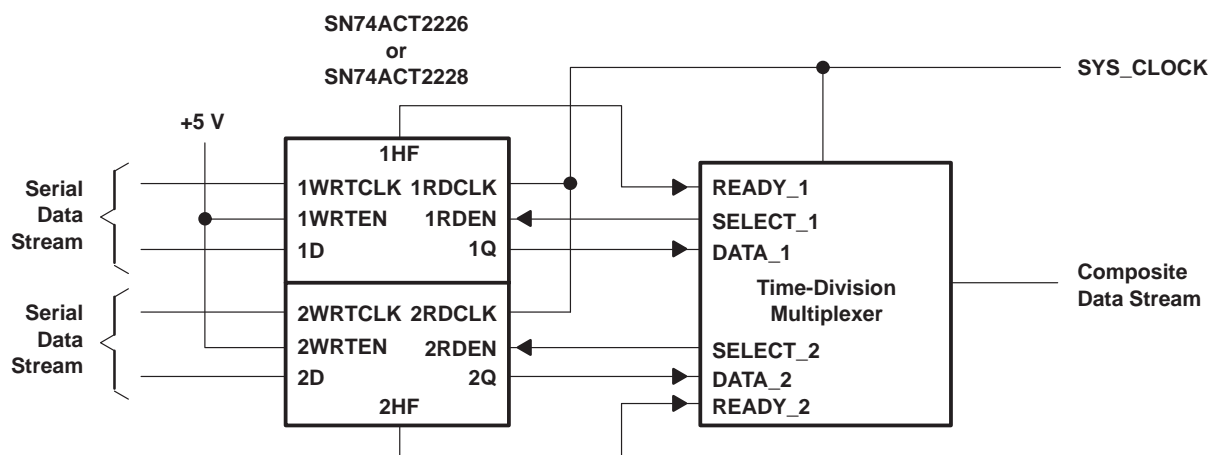 SN74ACT2226
or
SN74ACT2228
SYS_CLOCK
+5 V
1HF
Serial
Data
Stream
1WRTCLK 1RDCLK
1WRTEN 1RDEN
1D 1Q
READY_1
SELECT_1
DATA_1
Time-Division
Multiplexer
Composite
Data Stream
Serial
Data
Stream
2WRTCLK 2RDCLK
2WRTEN 2RDEN
2D 2Q
2HF
SELECT_2
DATA_2
READY_2